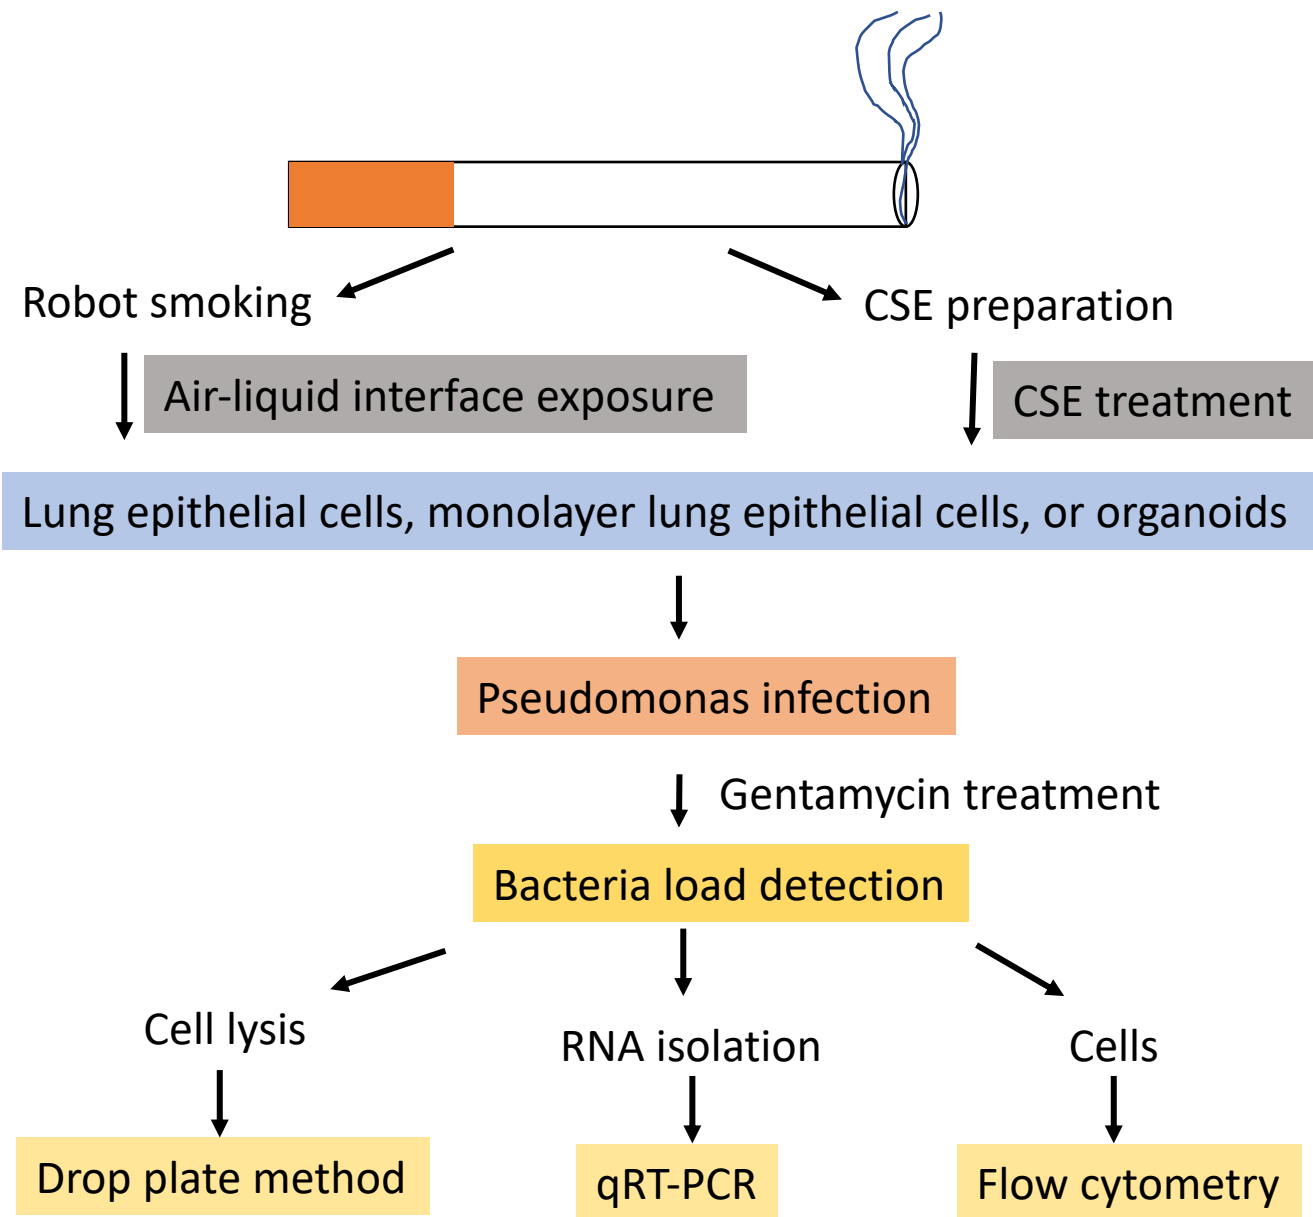 Robot smoking
CSE preparation
Air-liquid interface exposure
CSE treatment
Lung epithelial cells, monolayer lung epithelial cells, or organoids
Pseudomonas infection
Gentamycin treatment
Bacteria load detection
Cell lysis
RNA isolation
Cells
Drop plate method
qRT-PCR
Flow cytometry